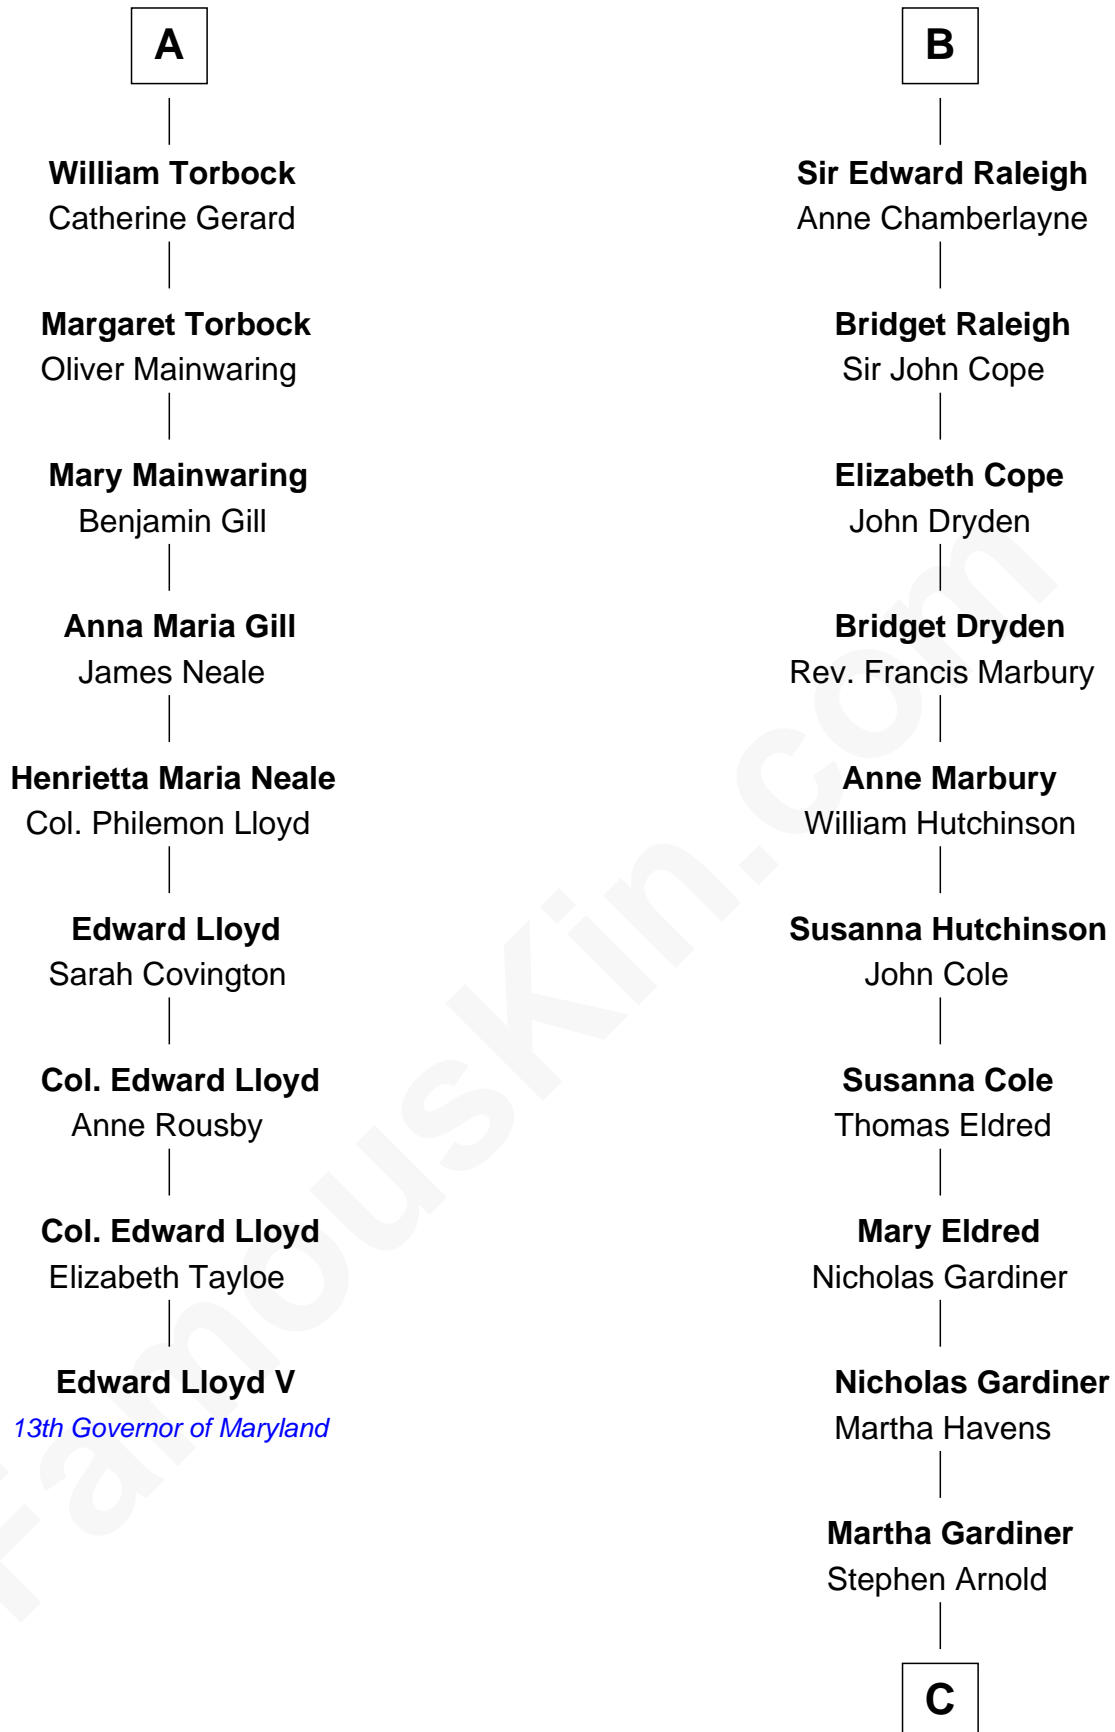 A
William Torbock
Catherine Gerard
Margaret Torbock
Oliver Mainwaring
Mary Mainwaring
Benjamin Gill
Anna Maria Gill
James Neale
Henrietta Maria Neale
Col. Philemon Lloyd
Edward Lloyd
Sarah Covington
Col. Edward Lloyd
Anne Rousby
Col. Edward Lloyd
Elizabeth Tayloe
Edward Lloyd V
13th Governor of Maryland
B
Sir Edward Raleigh
Anne Chamberlayne
Bridget Raleigh
Sir John Cope
Elizabeth Cope
John Dryden
Bridget Dryden
Rev. Francis Marbury
Anne Marbury
William Hutchinson
Susanna Hutchinson
John Cole
Susanna Cole
Thomas Eldred
Mary Eldred
Nicholas Gardiner
Nicholas Gardiner
Martha Havens
Martha Gardiner
Stephen Arnold
C
FamousKin.com